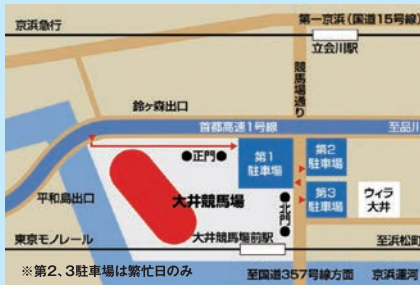 京浜急行
第一京浜(国道15号線)
立会川駅
競馬場通り
鈴ヶ森出口
首都高速1号線
至品川
●正門●
第1
駐車場
第2
駐車場
平和島出口
大井競馬場
●北門●
第3
駐車場
ウィラ
大井
東京モノレール
大井競馬場前駅
至浜松町
※第2、3駐車場は繁忙日のみ
至国道357号線方面
京浜運河